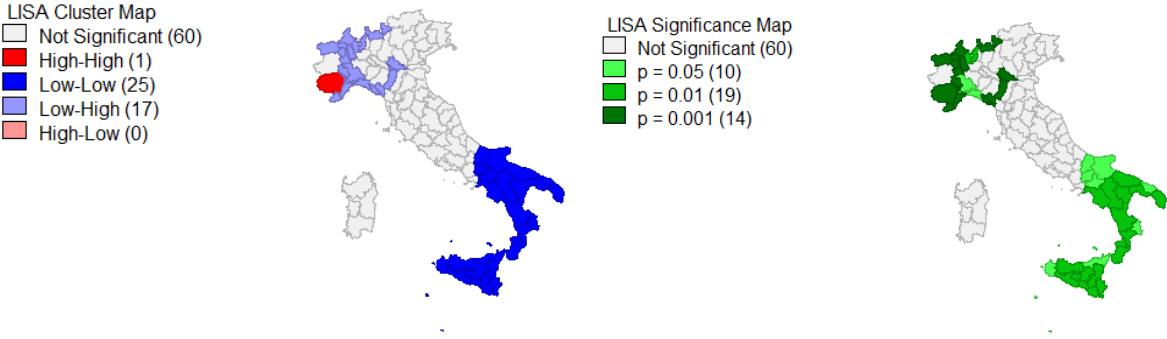 LISA Cluster Map
Not Significant (60)
High-High (1)
Low-Low (25)
Low-High (17)
High-Low (0)
LISA Significance Map
Not Significant (60)
p = 0.05 (10)
p = 0.01 (19)
p = 0.001 (14)